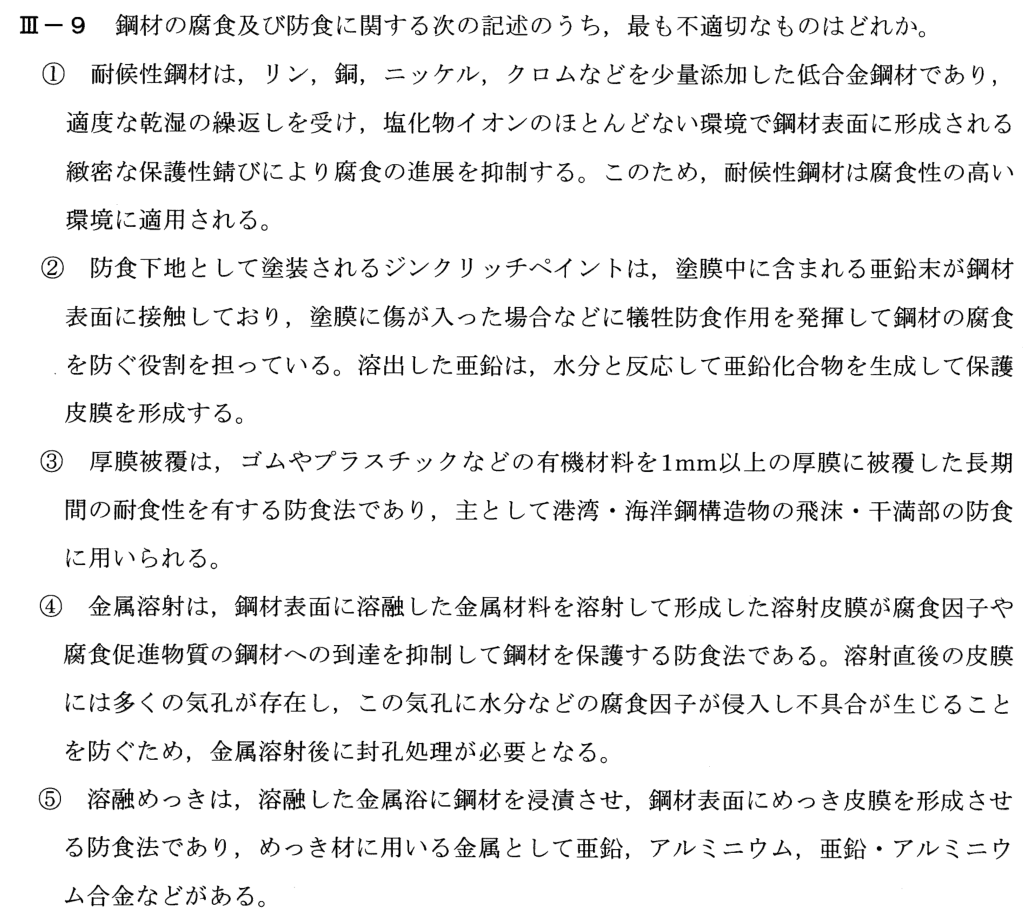 Ⅲ－９　鋼材の腐食及び防食に関する次の記述のうち，最も不適切なものはどれか。
①　耐候性鋼材は，リン，銅，ニッケル，クロムなどを少量添加した低合金鋼材であり，
適度な乾湿の繰返しを受け，塩化物イオンのほとんどない環境で鋼材表面に形成される
緻密な保護性錆びにより腐食の進展を抑制する。このため，耐候性鋼材は腐食性の高い
環境に適用される。
②　防食下地として塗装されるジンクリッチペイントは，塗膜中に含まれる亜鉛末が鋼材
表面に接触しており，塗膜に傷が入った場合などに犠牲防食作用を発揮して鋼材の腐食
を防ぐ役割を担っている。溶出した亜鉛は，水分と反応して亜鉛化合物を生成して保護
皮膜を形成する。
③　厚膜被覆は，ゴムやプラスチックなどの有機材料を1mm以上の厚膜に被覆した長期
間の耐食性を有する防食法であり，主として港湾・海洋鋼構造物の飛沫・干満部の防食
に用いられる。
④　金属溶射は，鋼材表面に溶融した金属材料を溶射して形成した溶射皮膜が腐食因子や
腐食促進物質の鋼材への到達を抑制して鋼材を保護する防食法である。溶射直後の皮膜
には多くの気孔が存在し，この気孔に水分などの腐食因子が侵入し不具合が生じること
を防ぐため，金属溶射後に封孔処理が必要となる。
⑤　溶融めっきは，溶融した金属浴に鋼材を浸漬させ，鋼材表面にめっき皮膜を形成させ
る防食法であり，めっき材に用いる金属として亜鉛，アルミニウム，亜鉛・アルミニウ
ム合金などがある。